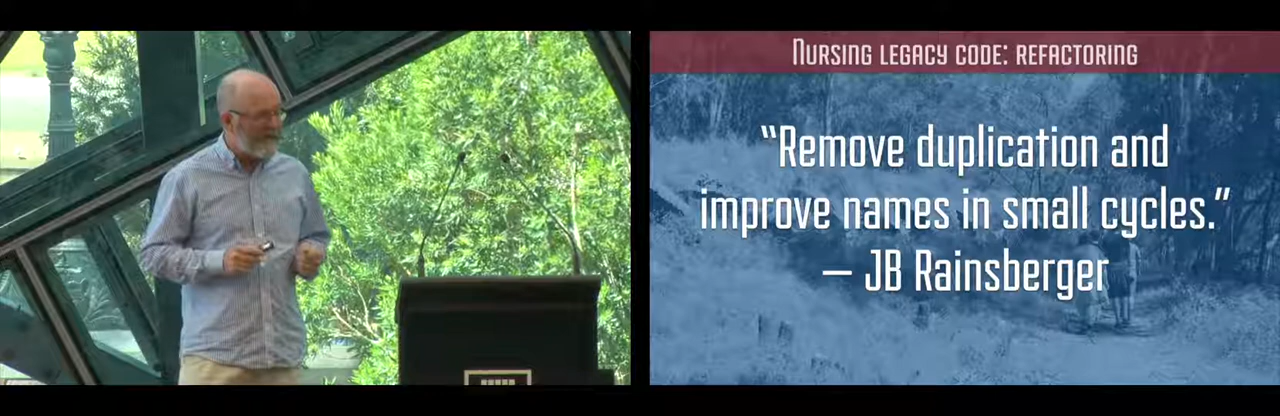 Nursing legacy code: refactoring
“Remove duplication and
improve names in small cycles.”
— JB Rainsberger